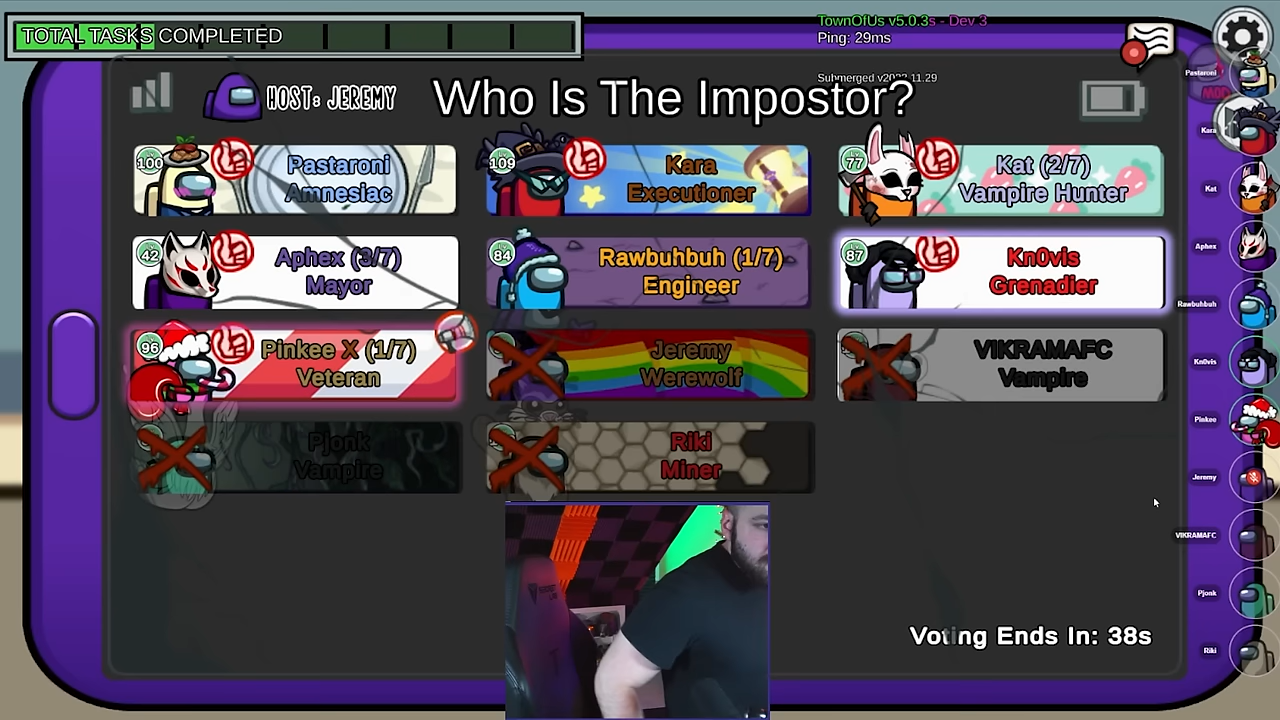 TOTAL TASKS COMPLETED
TownOfUs v5.0.3s - Dev 3
Ping: 29ms
Submerged v2022.11.29
HOST: JEREMY
Who Is The Impostor?
100
Pastaroni
Amnesiac
109
Kara
Executioner
77
Kat (2/7)
Vampire Hunter
42
Aphex (3/7)
Mayor
84
Rawbuhbuh (1/7)
Engineer
87
Kn0vis
Grenadier
96
Pinkee X (1/7)
Veteran
Jeremy
Werewolf
VIKRAMAFC
Vampire
Pjonk
Vampire
Riki
Miner
Voting Ends In: 38s
Pastaroni
MOD
Kara
Kat
Aphex
Rawbuhbuh
Kn0vis
Pinkee
Jeremy
VIKRAMAFC
Pjonk
Riki